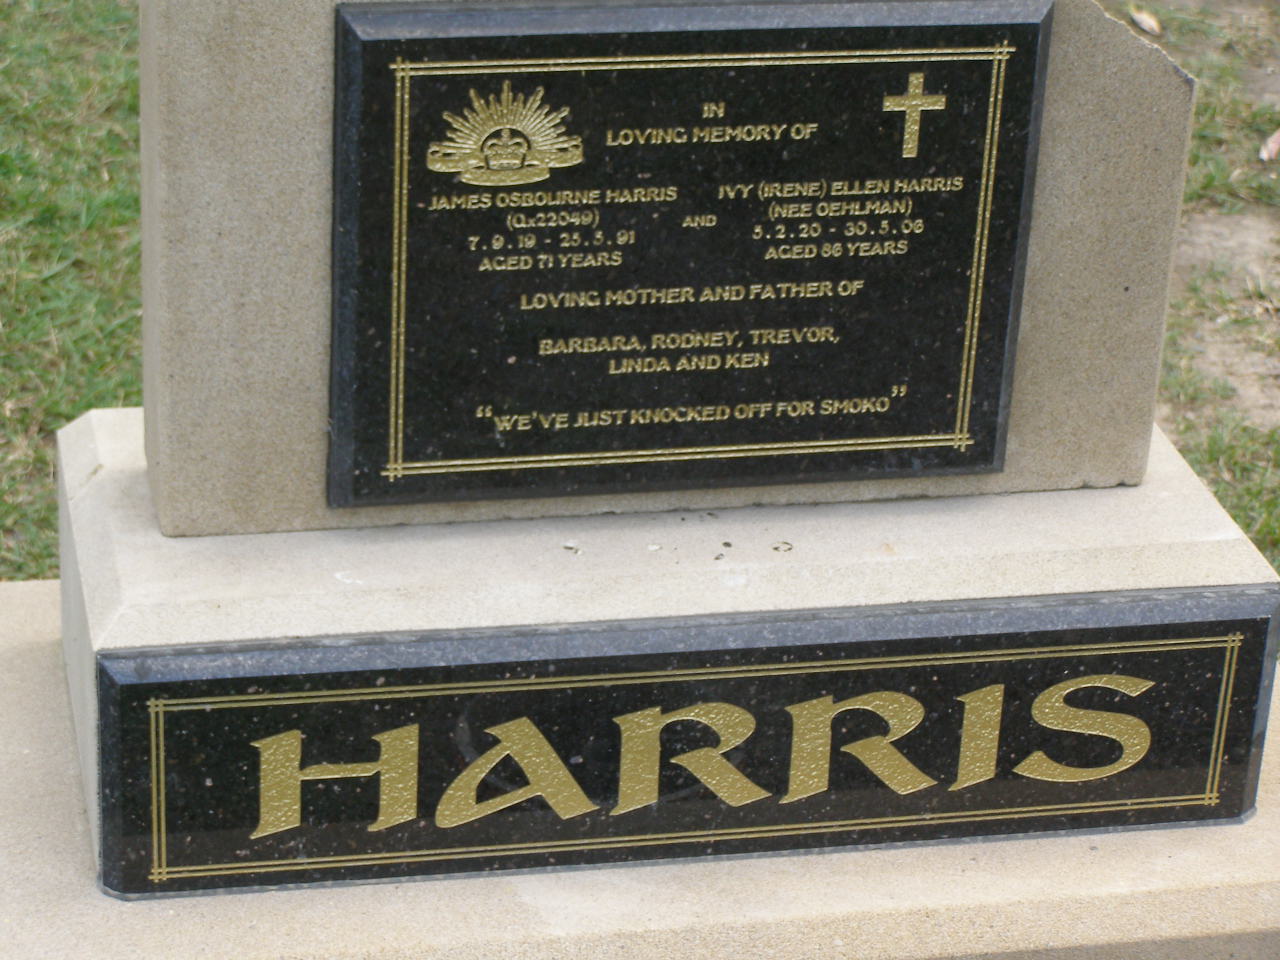 IN
LOVING MEMORY OF
JAMES OSBOURNE HARRIS
(Qx22049)
7.9.19 - 25.5.91
AGED 71 YEARS
AND
IVY (IRENE) ELLEN HARRIS
(NEE OEHLMAN)
5.2.20 - 30.5.06
AGED 86 YEARS
LOVING MOTHER AND FATHER OF
BARBARA, RODNEY, TREVOR,
LINDA AND KEN
“WE'VE JUST KNOCKED OFF FOR SMOKO”
HARRIS